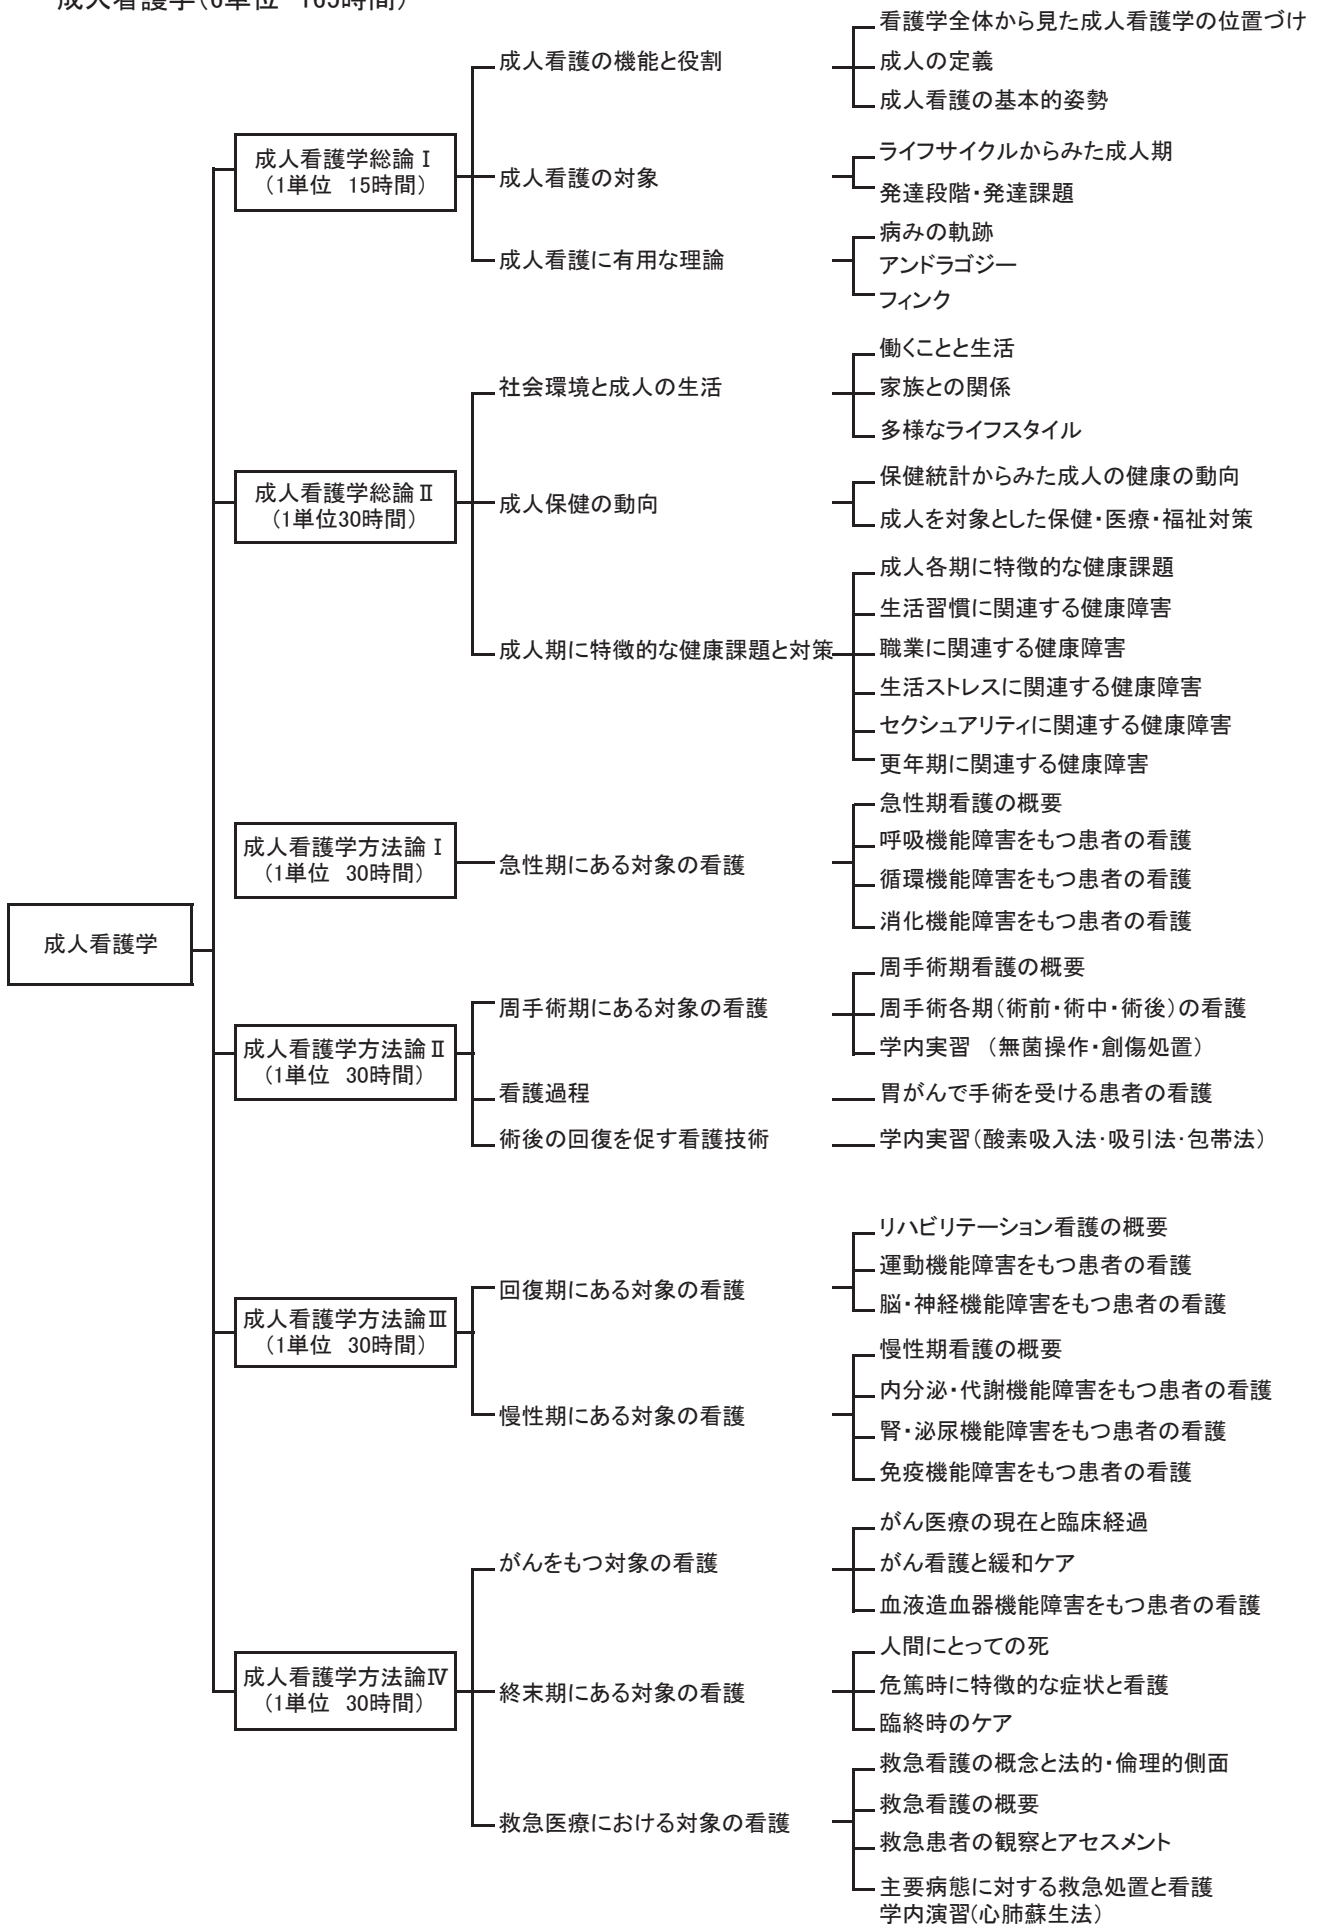 成人看護学(6単位 165時間)
看護学全体から見た成人看護学の位置づけ
成人看護の機能と役割
成人の定義
成人看護の基本的姿勢
成人看護学総論Ⅰ
(1単位 15時間)
ライフサイクルからみた成人期
成人看護の対象
発達段階・発達課題
病みの軌跡
成人看護に有用な理論
アンドラゴジー
フィンク
働くことと生活
社会環境と成人の生活
家族との関係
多様なライフスタイル
成人看護学総論Ⅱ
(1単位30時間)
保健統計からみた成人の健康の動向
成人保健の動向
成人を対象とした保健・医療・福祉対策
成人各期に特徴的な健康課題
生活習慣に関連する健康障害
成人期に特徴的な健康課題と対策
職業に関連する健康障害
生活ストレスに関連する健康障害
セクシュアリティに関連する健康障害
更年期に関連する健康障害
成人看護学方法論Ⅰ
(1単位 30時間)
急性期にある対象の看護
急性期看護の概要
呼吸機能障害をもつ患者の看護
循環機能障害をもつ患者の看護
消化機能障害をもつ患者の看護
成人看護学
周手術期看護の概要
周手術期にある対象の看護
周手術各期(術前・術中・術後)の看護
学内実習 (無菌操作・創傷処置)
成人看護学方法論Ⅱ
(1単位 30時間)
看護過程
胃がんで手術を受ける患者の看護
術後の回復を促す看護技術
学内実習(酸素吸入法・吸引法・包帯法)
リハビリテーション看護の概要
回復期にある対象の看護
運動機能障害をもつ患者の看護
脳・神経機能障害をもつ患者の看護
成人看護学方法論Ⅲ
(1単位 30時間)
慢性期看護の概要
内分泌・代謝機能障害をもつ患者の看護
慢性期にある対象の看護
腎・泌尿機能障害をもつ患者の看護
免疫機能障害をもつ患者の看護
がん医療の現在と臨床経過
がんをもつ対象の看護
がん看護と緩和ケア
血液造血器機能障害をもつ患者の看護
成人看護学方法論Ⅳ
(1単位 30時間)
人間にとっての死
終末期にある対象の看護
危篤時に特徴的な症状と看護
臨終時のケア
救急看護の概念と法的・倫理的側面
救急医療における対象の看護
救急看護の概要
救急患者の観察とアセスメント
主要病態に対する救急処置と看護
学内演習(心肺蘇生法)